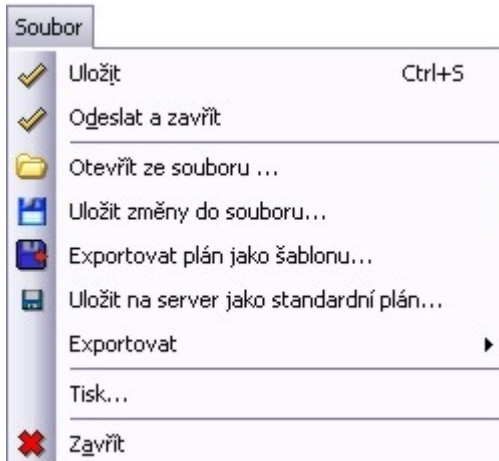 Soubor
Uložit Ctrl+S
Odeslat a zavřít
Otevřít ze souboru ...
Uložit změny do souboru...
Exportovat plán jako šablonu...
Uložit na server jako standardní plán...
Exportovat
Tisk...
Zavřít